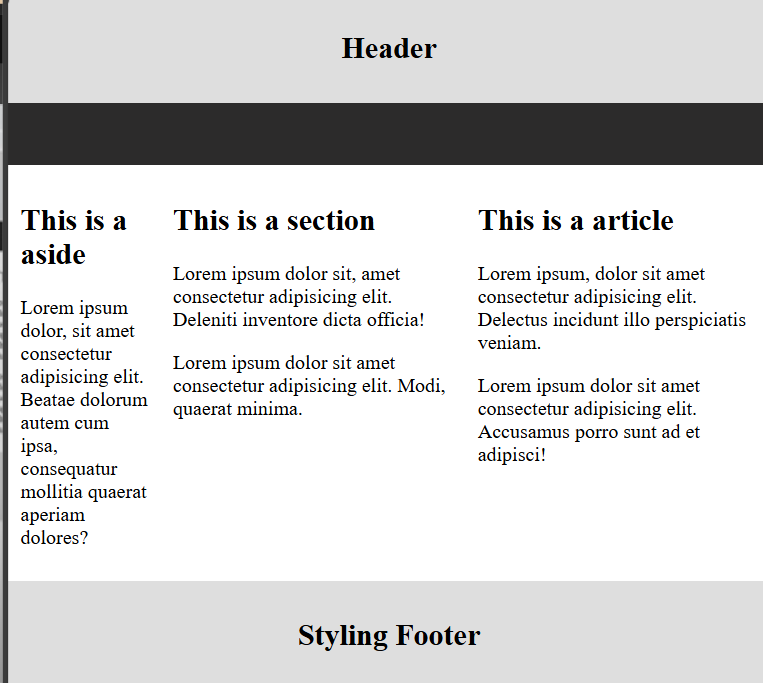 Header
This is a
aside
Lorem ipsum
dolor, sit amet
consectetur
adipisicing elit.
Beatae dolorum
autem cum
ipsa,
consequatur
mollitia quaerat
aperiam
dolores?
This is a section
Lorem ipsum dolor sit, amet
consectetur adipisicing elit.
Deleniti inventore dicta officia!
Lorem ipsum dolor sit amet
consectetur adipisicing elit. Modi,
quaerat minima.
This is a article
Lorem ipsum, dolor sit amet
consectetur adipisicing elit.
Delectus incidunt illo perspiciatis
veniam.
Lorem ipsum dolor sit amet
consectetur adipisicing elit.
Accusamus porro sunt ad et
adipisci!
Styling Footer